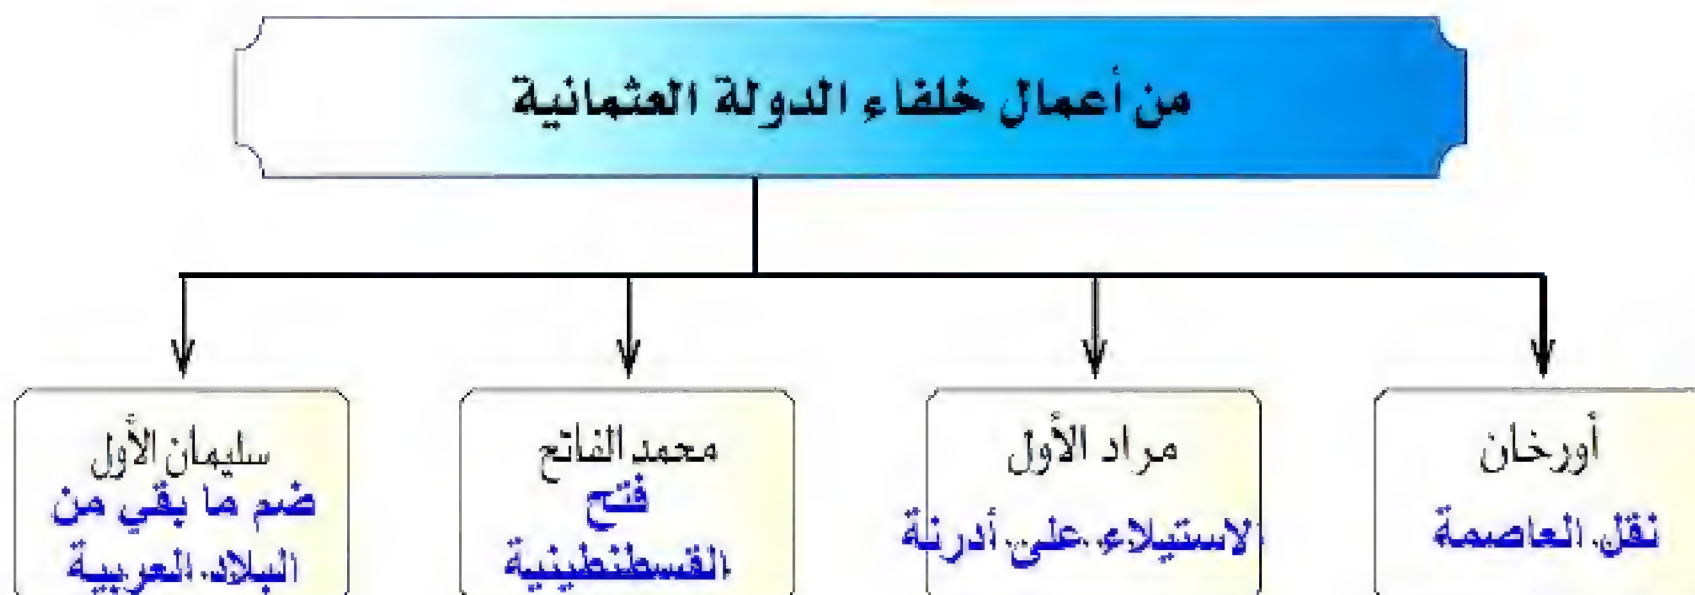 من أعمال خلفاء الدولة العثمانية
أورخان
نقل العاصمة
مراد الأول
الاستيلاء على أدرنة
محمد الفاتح
فتح
القسطنطينية
سليمان الأول
ضم ما بقي من
البلاد العربية